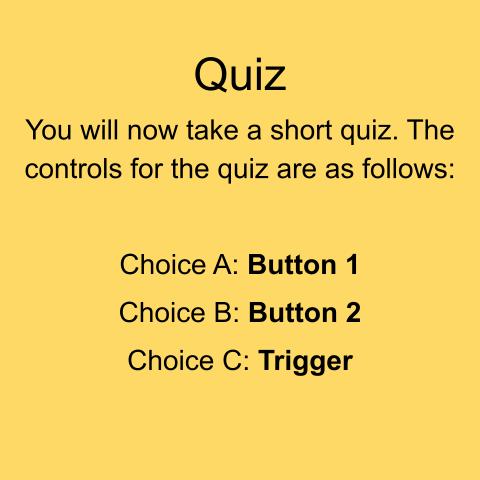 Quiz
You will now take a short quiz. The
controls for the quiz are as follows:
Choice A: Button 1
Choice B: Button 2
Choice C: Trigger